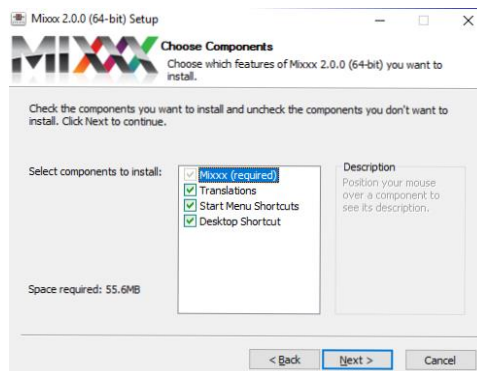 Mixxx 2.0.0 (64-bit) Setup
MIXXX
Choose Components
Choose which features of Mixxx 2.0.0 (64-bit) you want to
install.
Check the components you want to install and uncheck the components you don't want to
install. Click Next to continue.
Select components to install:
Mixxx (required)
Translations
Start Menu Shortcuts
Desktop Shortcut
Description
Position your mouse
over a component to
see its description.
Space required: 55.6MB
< Back
Next >
Cancel